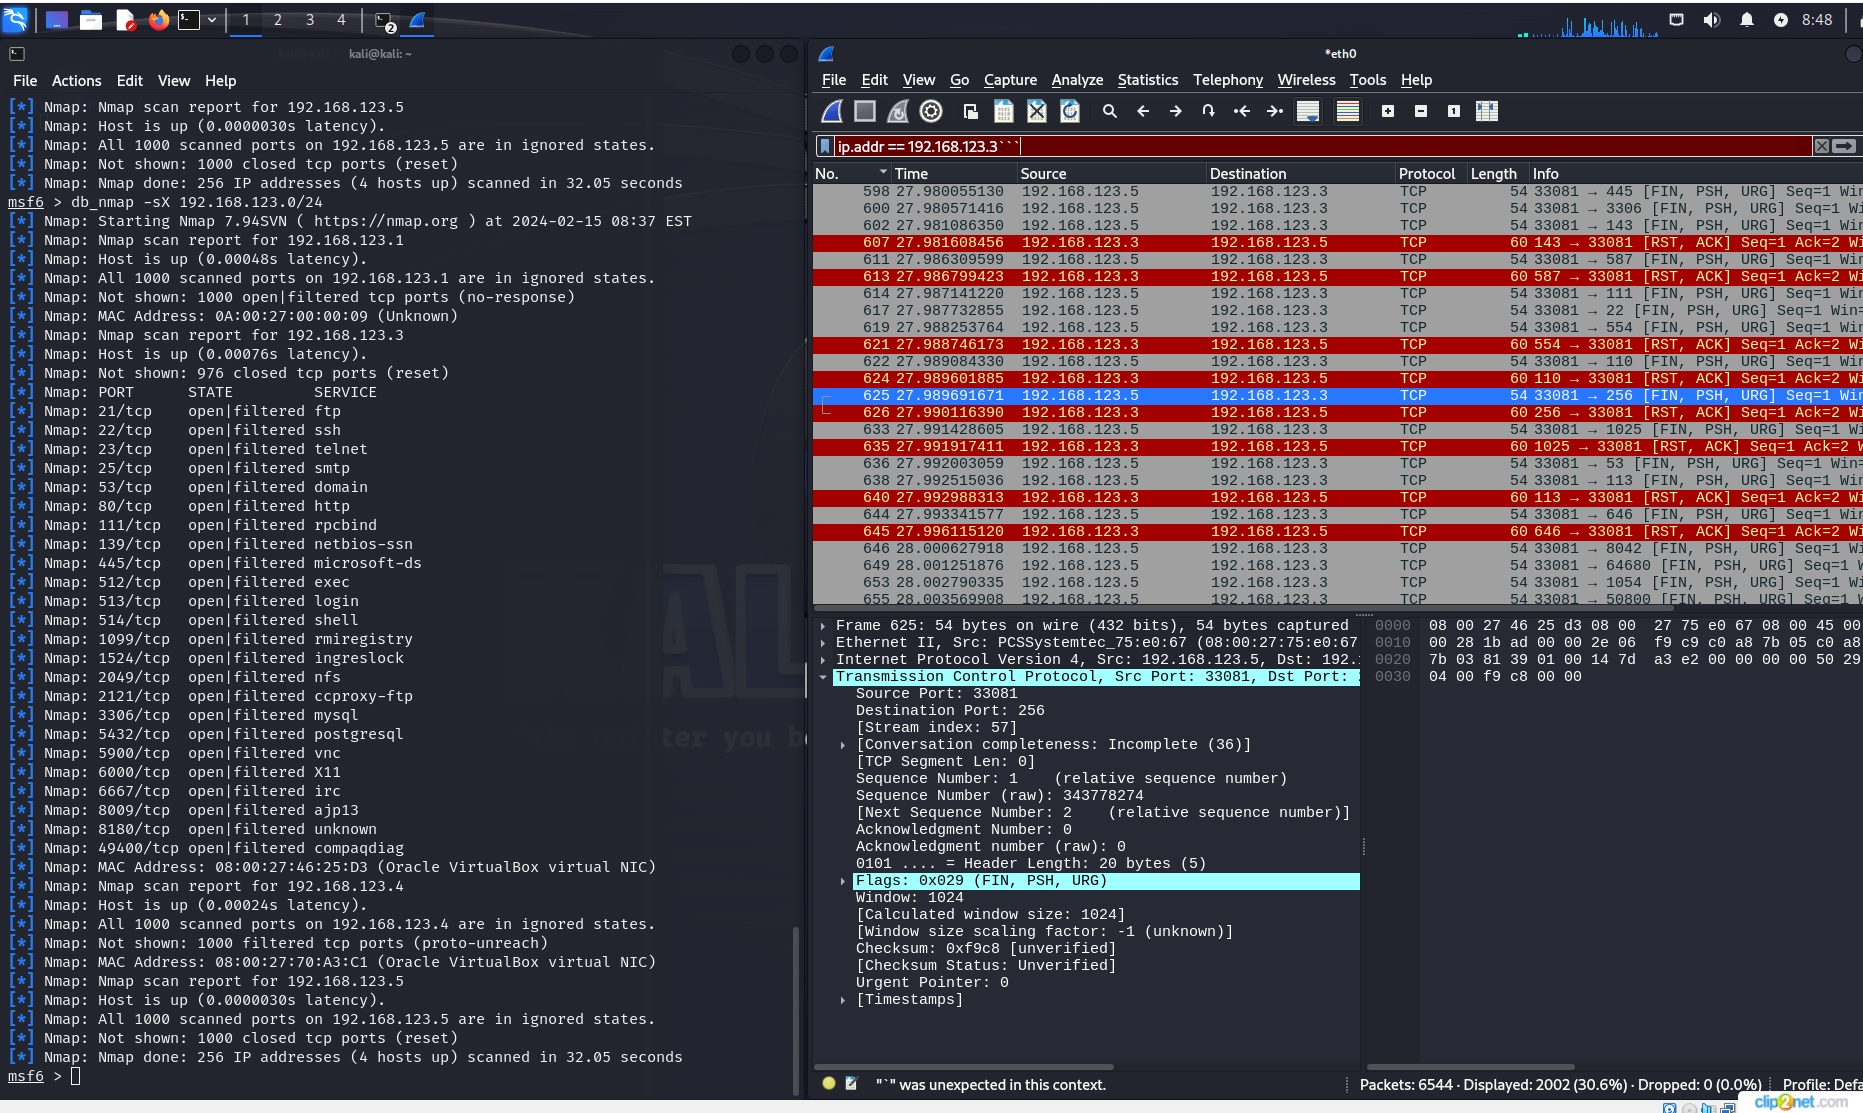 1 2 3 4 2 8:48
kali@kali: ~
File Actions Edit View Help
[*] Nmap: Nmap scan report for 192.168.123.5
[*] Nmap: Host is up (0.0000030s latency).
[*] Nmap: All 1000 scanned ports on 192.168.123.5 are in ignored states.
[*] Nmap: Not shown: 1000 closed tcp ports (reset)
[*] Nmap: Nmap done: 256 IP addresses (4 hosts up) scanned in 32.05 seconds
msf6 > db_nmap -sX 192.168.123.0/24
[*] Nmap: Starting Nmap 7.94SVN ( https://nmap.org ) at 2024-02-15 08:37 EST
[*] Nmap: Nmap scan report for 192.168.123.1
[*] Nmap: Host is up (0.00048s latency).
[*] Nmap: All 1000 scanned ports on 192.168.123.1 are in ignored states.
[*] Nmap: Not shown: 1000 open|filtered tcp ports (no-response)
[*] Nmap: MAC Address: 0A:00:27:00:00:09 (Unknown)
[*] Nmap: Nmap scan report for 192.168.123.3
[*] Nmap: Host is up (0.00076s latency).
[*] Nmap: Not shown: 976 closed tcp ports (reset)
[*] Nmap: PORT STATE SERVICE
[*] Nmap: 21/tcp open|filtered ftp
[*] Nmap: 22/tcp open|filtered ssh
[*] Nmap: 23/tcp open|filtered telnet
[*] Nmap: 25/tcp open|filtered smtp
[*] Nmap: 53/tcp open|filtered domain
[*] Nmap: 80/tcp open|filtered http
[*] Nmap: 111/tcp open|filtered rpcbind
[*] Nmap: 139/tcp open|filtered netbios-ssn
[*] Nmap: 445/tcp open|filtered microsoft-ds
[*] Nmap: 512/tcp open|filtered exec
[*] Nmap: 513/tcp open|filtered login
[*] Nmap: 514/tcp open|filtered shell
[*] Nmap: 1099/tcp open|filtered rmiregistry
[*] Nmap: 1524/tcp open|filtered ingreslock
[*] Nmap: 2049/tcp open|filtered nfs
[*] Nmap: 2121/tcp open|filtered ccproxy-ftp
[*] Nmap: 3306/tcp open|filtered mysql
[*] Nmap: 5432/tcp open|filtered postgresql
[*] Nmap: 5900/tcp open|filtered vnc
[*] Nmap: 6000/tcp open|filtered X11
[*] Nmap: 6667/tcp open|filtered irc
[*] Nmap: 8009/tcp open|filtered ajp13
[*] Nmap: 8180/tcp open|filtered unknown
[*] Nmap: 49400/tcp open|filtered compaqdiag
[*] Nmap: MAC Address: 08:00:27:46:25:D3 (Oracle VirtualBox virtual NIC)
[*] Nmap: Nmap scan report for 192.168.123.4
[*] Nmap: Host is up (0.00024s latency).
[*] Nmap: All 1000 scanned ports on 192.168.123.4 are in ignored states.
[*] Nmap: Not shown: 1000 filtered tcp ports (proto-unreach)
[*] Nmap: MAC Address: 08:00:27:70:A3:C1 (Oracle VirtualBox virtual NIC)
[*] Nmap: Nmap scan report for 192.168.123.5
[*] Nmap: Host is up (0.0000030s latency).
[*] Nmap: All 1000 scanned ports on 192.168.123.5 are in ignored states.
[*] Nmap: Not shown: 1000 closed tcp ports (reset)
[*] Nmap: Nmap done: 256 IP addresses (4 hosts up) scanned in 32.05 seconds
msf6 >
*eth0
File Edit View Go Capture Analyze Statistics Telephony Wireless Tools Help
ip.addr == 192.168.123.3```
No. Time Source Destination Protocol Length Info
598 27.980055130 192.168.123.5 192.168.123.3 TCP 54 33081 → 445 [FIN, PSH, URG] Seq=1 Win
600 27.980571416 192.168.123.5 192.168.123.3 TCP 54 33081 → 3306 [FIN, PSH, URG] Seq=1 Wi
602 27.981086350 192.168.123.5 192.168.123.3 TCP 54 33081 → 143 [FIN, PSH, URG] Seq=1 Win
607 27.981608456 192.168.123.3 192.168.123.5 TCP 60 143 → 33081 [RST, ACK] Seq=1 Ack=2 Wi
611 27.986309599 192.168.123.5 192.168.123.3 TCP 54 33081 → 587 [FIN, PSH, URG] Seq=1 Win
613 27.986799423 192.168.123.3 192.168.123.5 TCP 60 587 → 33081 [RST, ACK] Seq=1 Ack=2 Wi
614 27.987141220 192.168.123.5 192.168.123.3 TCP 54 33081 → 111 [FIN, PSH, URG] Seq=1 Win
617 27.987732855 192.168.123.5 192.168.123.3 TCP 54 33081 → 22 [FIN, PSH, URG] Seq=1 Win=
619 27.988253764 192.168.123.5 192.168.123.3 TCP 54 33081 → 554 [FIN, PSH, URG] Seq=1 Win
621 27.988746173 192.168.123.3 192.168.123.5 TCP 60 554 → 33081 [RST, ACK] Seq=1 Ack=2 Wi
622 27.989084330 192.168.123.5 192.168.123.3 TCP 54 33081 → 110 [FIN, PSH, URG] Seq=1 Win
624 27.989601885 192.168.123.3 192.168.123.5 TCP 60 110 → 33081 [RST, ACK] Seq=1 Ack=2 Wi
625 27.989691671 192.168.123.5 192.168.123.3 TCP 54 33081 → 256 [FIN, PSH, URG] Seq=1 Win
626 27.990116390 192.168.123.3 192.168.123.5 TCP 60 256 → 33081 [RST, ACK] Seq=1 Ack=2 Wi
633 27.991428605 192.168.123.5 192.168.123.3 TCP 54 33081 → 1025 [FIN, PSH, URG] Seq=1 Wi
635 27.991917411 192.168.123.3 192.168.123.5 TCP 60 1025 → 33081 [RST, ACK] Seq=1 Ack=2 W
636 27.992003059 192.168.123.5 192.168.123.3 TCP 54 33081 → 53 [FIN, PSH, URG] Seq=1 Win=
638 27.992515036 192.168.123.5 192.168.123.3 TCP 54 33081 → 113 [FIN, PSH, URG] Seq=1 Win
640 27.992988313 192.168.123.3 192.168.123.5 TCP 60 113 → 33081 [RST, ACK] Seq=1 Ack=2 Wi
644 27.993341577 192.168.123.5 192.168.123.3 TCP 54 33081 → 646 [FIN, PSH, URG] Seq=1 Win
645 27.996115120 192.168.123.3 192.168.123.5 TCP 60 646 → 33081 [RST, ACK] Seq=1 Ack=2 Wi
646 28.000627918 192.168.123.5 192.168.123.3 TCP 54 33081 → 8042 [FIN, PSH, URG] Seq=1 Wi
649 28.001251876 192.168.123.5 192.168.123.3 TCP 54 33081 → 64680 [FIN, PSH, URG] Seq=1 W
653 28.002790335 192.168.123.5 192.168.123.3 TCP 54 33081 → 1054 [FIN, PSH, URG] Seq=1 Wi
655 28.003569908 192.168.123.5 192.168.123.3 TCP 54 33081 → 50800 [FIN, PSH, URG] Seq=1 W
Frame 625: 54 bytes on wire (432 bits), 54 bytes captured
Ethernet II, Src: PCSSystemtec_75:e0:67 (08:00:27:75:e0:67
Internet Protocol Version 4, Src: 192.168.123.5, Dst: 192.
Transmission Control Protocol, Src Port: 33081, Dst Port:
Source Port: 33081
Destination Port: 256
[Stream index: 57]
[Conversation completeness: Incomplete (36)]
[TCP Segment Len: 0]
Sequence Number: 1 (relative sequence number)
Sequence Number (raw): 343778274
[Next Sequence Number: 2 (relative sequence number)]
Acknowledgment Number: 0
Acknowledgment number (raw): 0
0101 .... = Header Length: 20 bytes (5)
Flags: 0x029 (FIN, PSH, URG)
Window: 1024
[Calculated window size: 1024]
[Window size scaling factor: -1 (unknown)]
Checksum: 0xf9c8 [unverified]
[Checksum Status: Unverified]
Urgent Pointer: 0
[Timestamps]
0000 08 00 27 46 25 d3 08 00 27 75 e0 67 08 00 45 00
0010 00 28 1b ad 00 00 2e 06 f9 c9 c0 a8 7b 05 c0 a8
0020 7b 03 81 39 01 00 14 7d a3 e2 00 00 00 00 50 29
0030 04 00 f9 c8 00 00
"`" was unexpected in this context.
Packets: 6544 · Displayed: 2002 (30.6%) · Dropped: 0 (0.0%)
Profile: Defa
clip2net.com